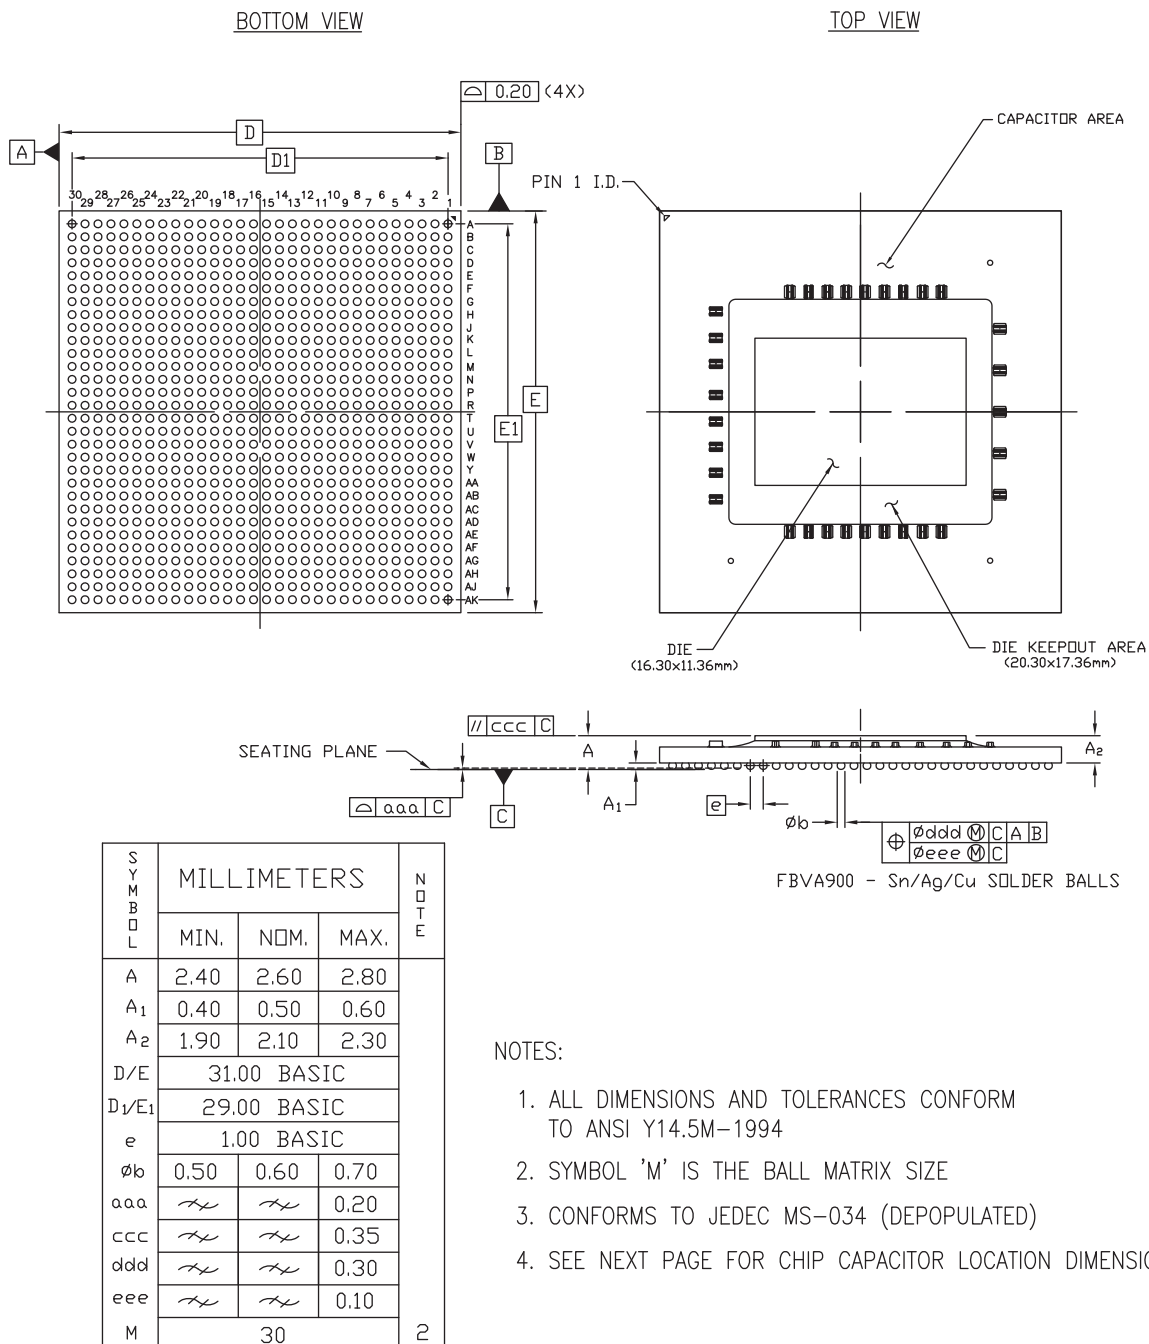 BOTTOM VIEW
TOP VIEW
0.20 (4X)
D
A
D1
B
CAPACITOR AREA
PIN 1 I.D.
30 29 28 27 26 25 24 23 22 21 20 19 18 17 16 15 14 13 12 11 10 9 8 7 6 5 4 3 2 1
A
B
C
D
E
F
G
H
J
K
L
M
N
P
R
T
U
V
W
Y
AA
AB
AC
AD
AE
AF
AG
AH
AJ
AK
E
E1
DIE
(16.30x11.36mm)
DIE KEEPOUT AREA
(20.30x17.36mm)
// ccc C
SEATING PLANE
A
A2
aaa C
C
A1
e
Øb
Øddd Ⓜ C A B
Øeee Ⓜ C
FBVA900 - Sn/Ag/Cu SOLDER BALLS
SYMBOL MILLIMETERS NOTE
MIN. NOM. MAX.
A 2.40 2.60 2.80
A1 0.40 0.50 0.60
A2 1.90 2.10 2.30
D/E 31.00 BASIC
D1/E1 29.00 BASIC
e 1.00 BASIC
Øb 0.50 0.60 0.70
aaa 0.20
ccc 0.35
ddd 0.30
eee 0.10
M 30 2
NOTES:
1. ALL DIMENSIONS AND TOLERANCES CONFORM
TO ANSI Y14.5M-1994
2. SYMBOL 'M' IS THE BALL MATRIX SIZE
3. CONFORMS TO JEDEC MS-034 (DEPOPULATED)
4. SEE NEXT PAGE FOR CHIP CAPACITOR LOCATION